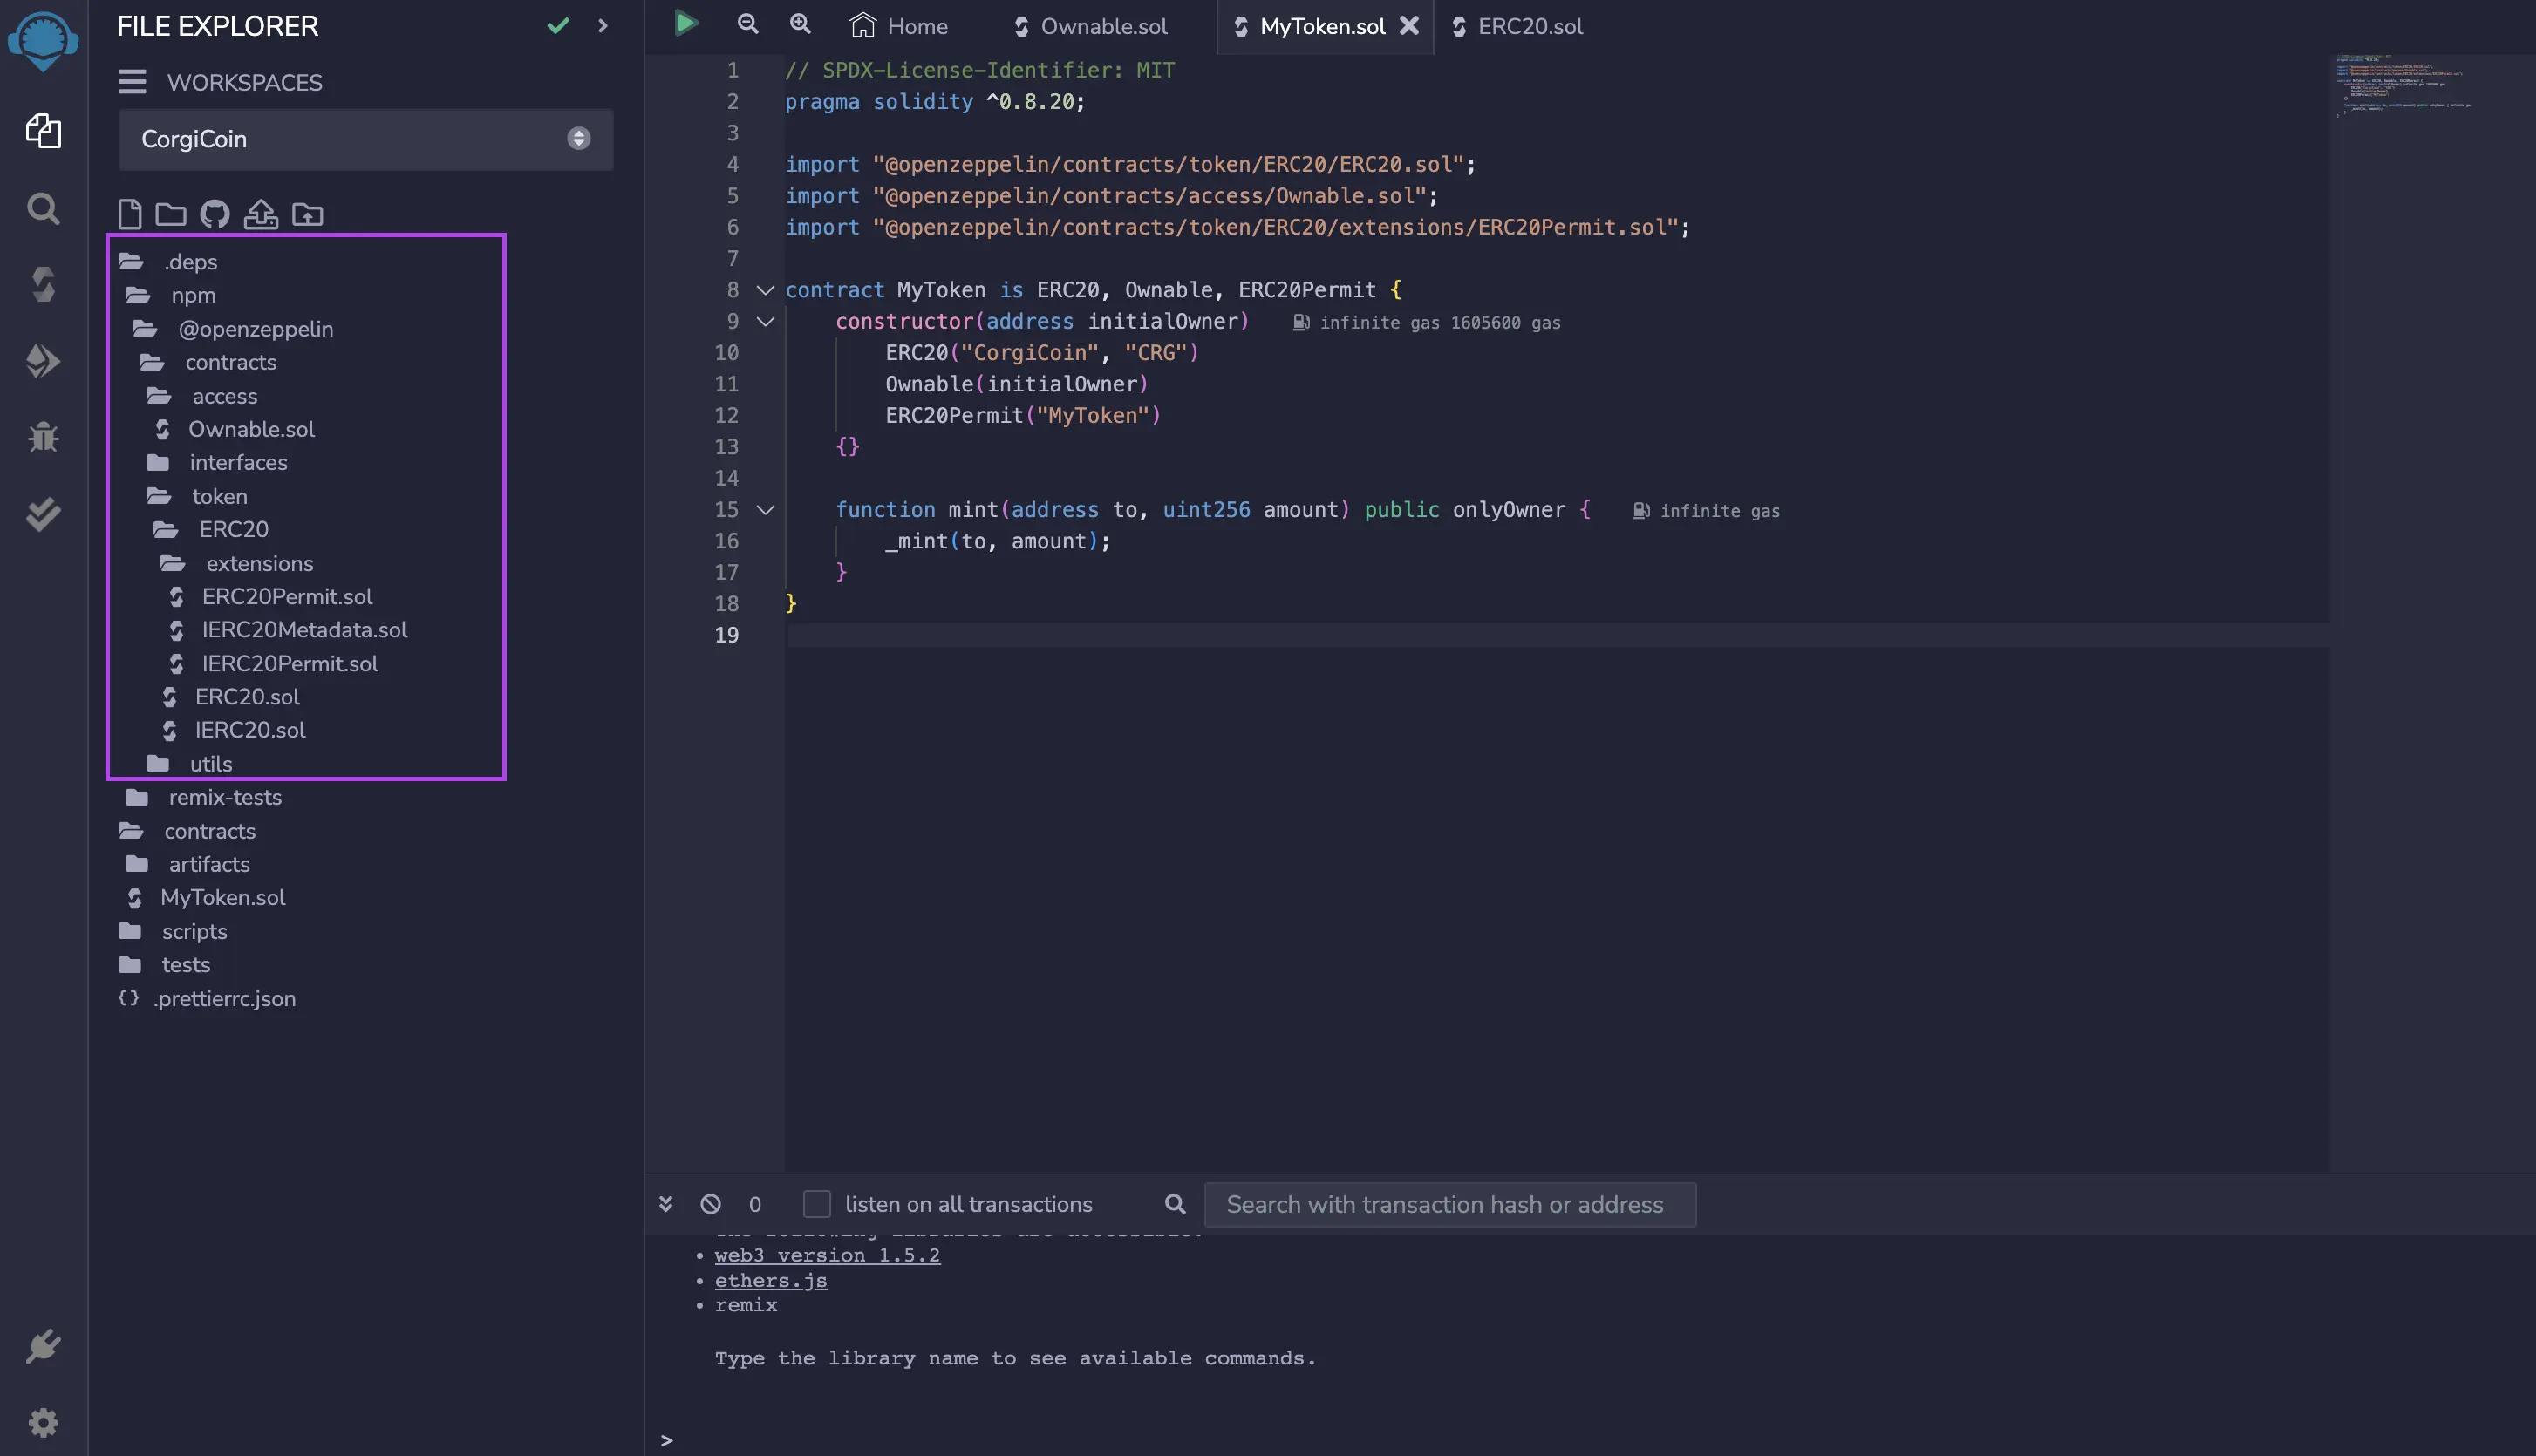 FILE EXPLORER
WORKSPACES
CorgiCoin
.deps
npm
@openzeppelin
contracts
access
Ownable.sol
interfaces
token
ERC20
extensions
ERC20Permit.sol
IERC20Metadata.sol
IERC20Permit.sol
ERC20.sol
IERC20.sol
utils
remix-tests
contracts
artifacts
MyToken.sol
scripts
tests
{} .prettierrc.json
Home Ownable.sol MyToken.sol ERC20.sol
1 // SPDX-License-Identifier: MIT
2 pragma solidity ^0.8.20;
3
4 import "@openzeppelin/contracts/token/ERC20/ERC20.sol";
5 import "@openzeppelin/contracts/access/Ownable.sol";
6 import "@openzeppelin/contracts/token/ERC20/extensions/ERC20Permit.sol";
7
8 contract MyToken is ERC20, Ownable, ERC20Permit {
9 constructor(address initialOwner) infinite gas 1605600 gas
10 ERC20("CorgiCoin", "CRG")
11 Ownable(initialOwner)
12 ERC20Permit("MyToken")
13 {}
14
15 function mint(address to, uint256 amount) public onlyOwner { infinite gas
16 _mint(to, amount);
17 }
18 }
19
0 listen on all transactions Search with transaction hash or address
The following libraries are accessible:
• web3 version 1.5.2
• ethers.js
• remix
Type the library name to see available commands.
>